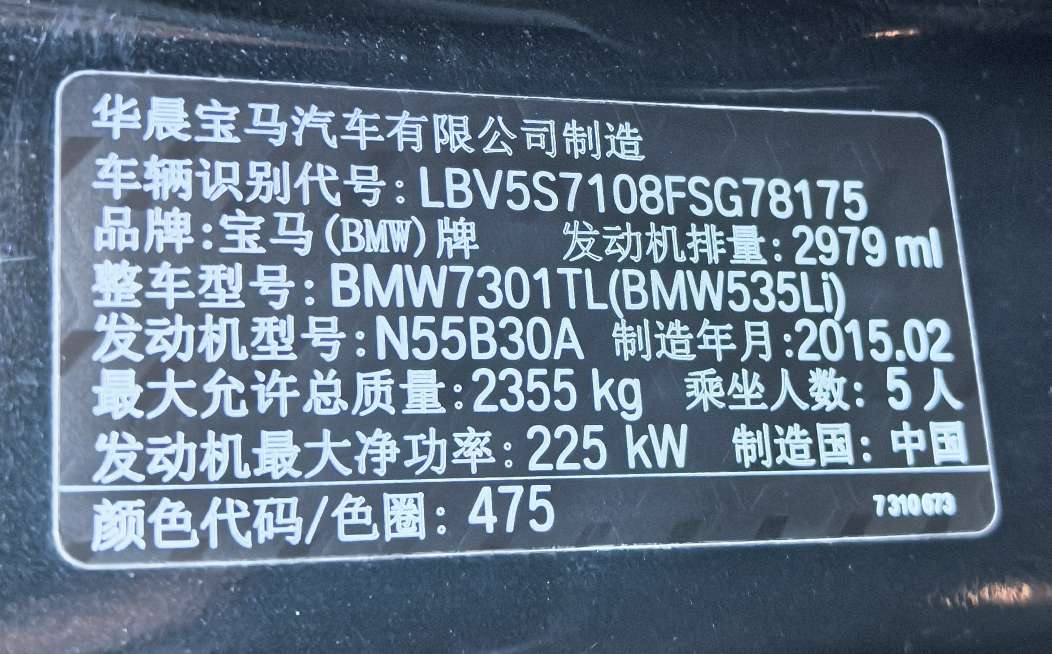 华晨宝马汽车有限公司制造
车辆识别代号:LBV5S7108FSG78175
品牌:宝马(BMW)牌 发动机排量:2979 ml
整车型号:BMW7301TL(BMW535Li)
发动机型号:N55B30A 制造年月:2015.02
最大允许总质量:2355 kg 乘坐人数: 5人
发动机最大净功率:225 kW 制造国:中国
颜色代码/色圈: 475 7310673